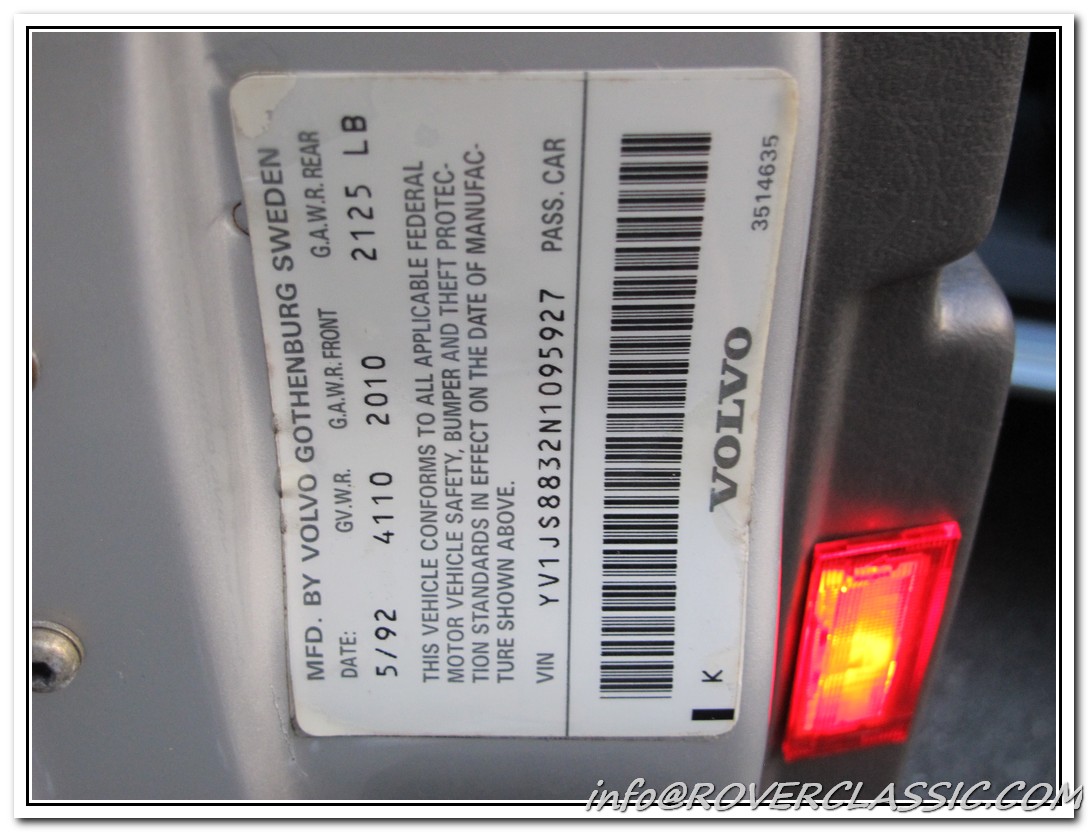 MFD. BY VOLVO GOTHENBURG SWEDEN
DATE: GV.W.R. G.A.W.R. FRONT G.A.W.R. REAR
5/92 4110 2010 2125 LB
THIS VEHICLE CONFORMS TO ALL APPLICABLE FEDERAL
MOTOR VEHICLE SAFETY, BUMPER AND THEFT PROTEC-
TION STANDARDS IN EFFECT ON THE DATE OF MANUFAC-
TURE SHOWN ABOVE.
VIN YV1JS8832N1095927 PASS. CAR
K VOLVO 3514635
info@ROVERCLASSIC.COM